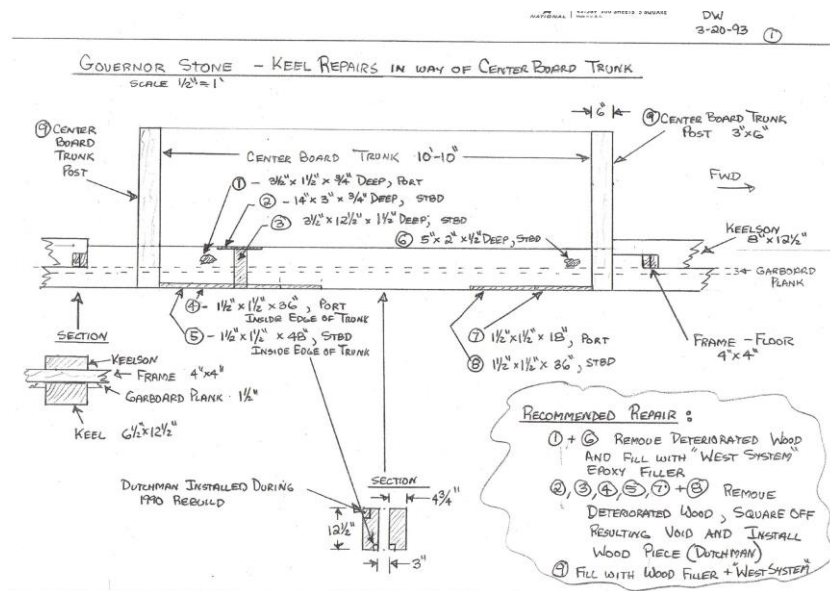 NATIONAL
DW
3-20-93 ①
GOVERNOR STONE - KEEL REPAIRS IN WAY OF CENTER BOARD TRUNK
SCALE 1/2" = 1'
⑨ CENTER
BOARD
TRUNK
POST
6"
⑨ CENTER BOARD TRUNK
POST 3"x6"
CENTER BOARD TRUNK 10'-10"
FWD
① - 3 1/2" x 1 1/2" x 3/4" DEEP, PORT
② - 14" x 3" x 3/4" DEEP, STBD
③ 3 1/2" x 12 1/2" x 1 1/2" DEEP, STBD
⑥ 5" x 2" x 1/2" DEEP, STBD
KEELSON
8" x 12 1/2"
GARBOARD
PLANK
④ - 1 1/2" x 1 1/2" x 36", PORT
INSIDE EDGE OF TRUNK
⑤ - 1 1/2" x 1 1/2" x 48", STBD
INSIDE EDGE OF TRUNK
⑦ 1 1/2" x 1 1/2" x 18", PORT
⑧ 1 1/2" x 1 1/2" x 36", STBD
FRAME - FLOOR
4" x 4"
SECTION
KEELSON
FRAME 4" x 4"
GARBOARD PLANK - 1 1/2"
KEEL 6 1/2" x 12 1/2"
DUTCHMAN INSTALLED DURING
1990 REBUILD
SECTION
4 3/4"
12 1/2"
3"
RECOMMENDED REPAIR :
① + ⑥ REMOVE DETERIORATED WOOD
AND FILL WITH "WEST SYSTEM"
EPOXY FILLER
②, ③, ④, ⑤, ⑦ + ⑧ REMOVE
DETERIORATED WOOD, SQUARE OFF
RESULTING VOID AND INSTALL
WOOD PIECE (DUTCHMAN)
⑨ FILL WITH WOOD FILLER + "WEST SYSTEM"